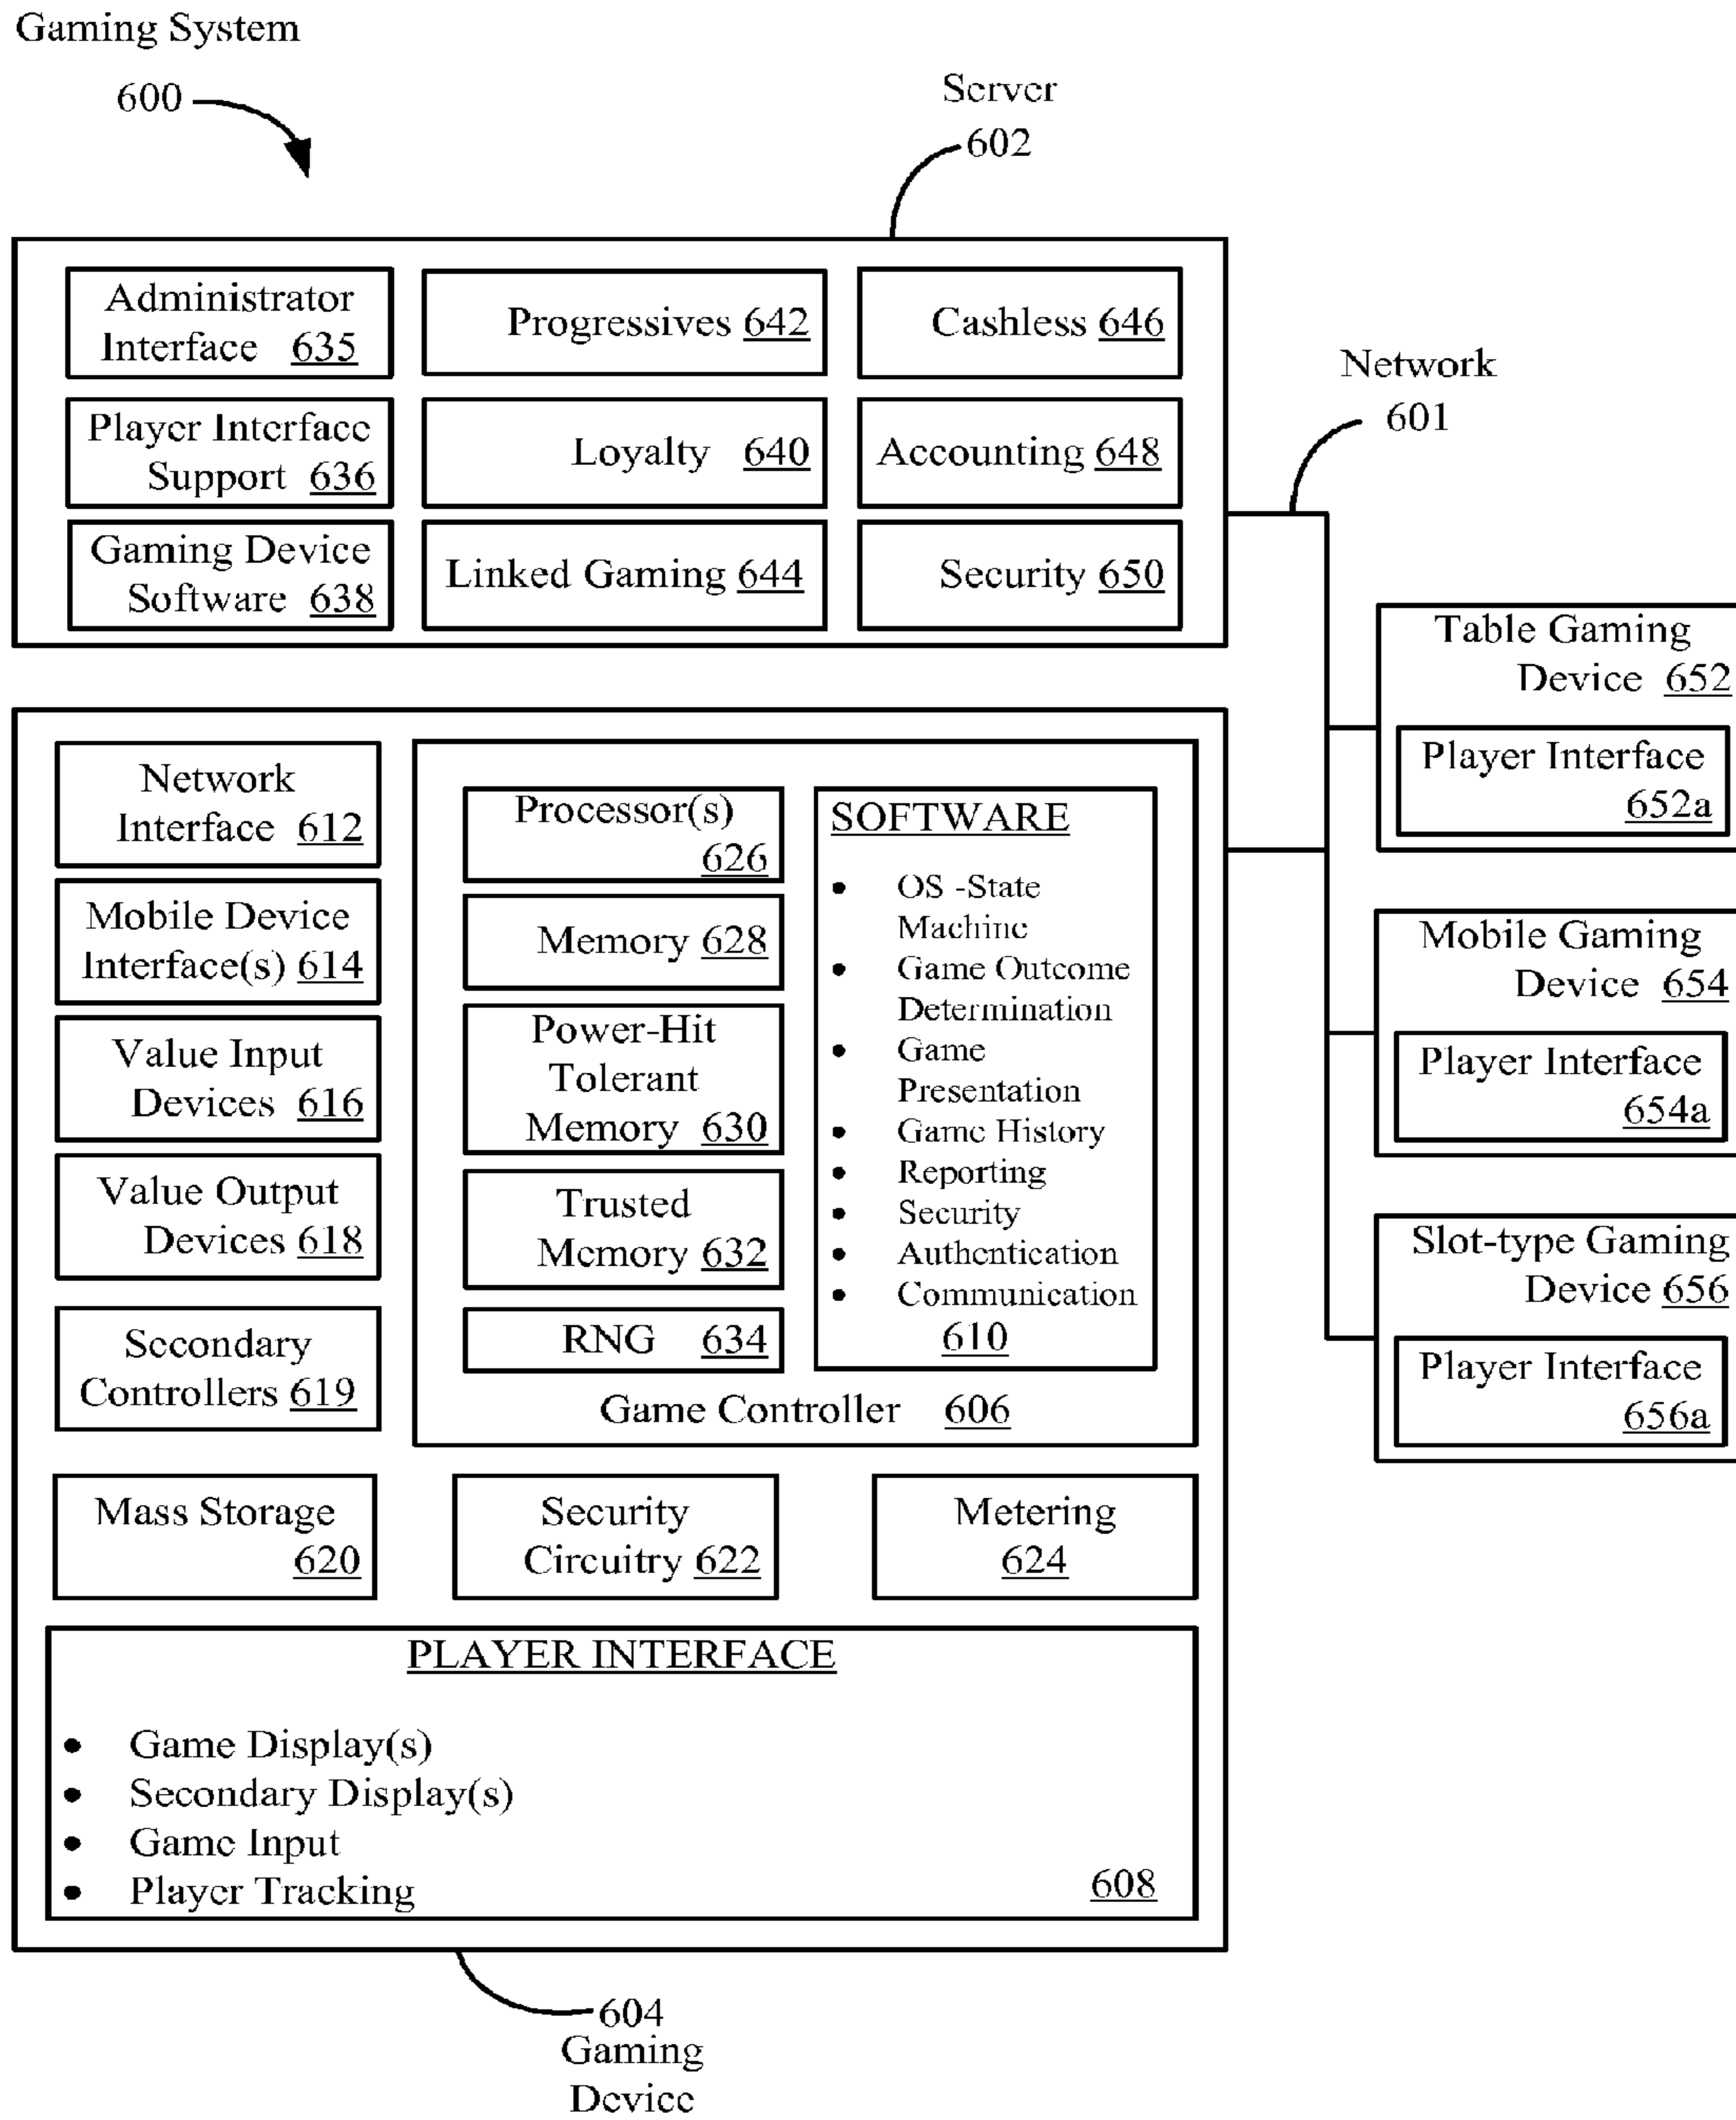 Gaming System
600
Server
602
Administrator
Interface 635
Progressives 642
Cashless 646
Player Interface
Support 636
Loyalty 640
Accounting 648
Gaming Device
Software 638
Linked Gaming 644
Security 650
Network
601
Table Gaming
Device 652
Player Interface
652a
Mobile Gaming
Device 654
Player Interface
654a
Slot-type Gaming
Device 656
Player Interface
656a
Network
Interface 612
Mobile Device
Interface(s) 614
Value Input
Devices 616
Value Output
Devices 618
Secondary
Controllers 619
Processor(s)
626
Memory 628
Power-Hit
Tolerant
Memory 630
Trusted
Memory 632
RNG 634
SOFTWARE
• OS -State
Machine
• Game Outcome
Determination
• Game
Presentation
• Game History
• Reporting
• Security
• Authentication
• Communication
610
Game Controller 606
Mass Storage
620
Security
Circuitry 622
Metering
624
PLAYER INTERFACE
• Game Display(s)
• Secondary Display(s)
• Game Input
• Player Tracking
608
604
Gaming
Device